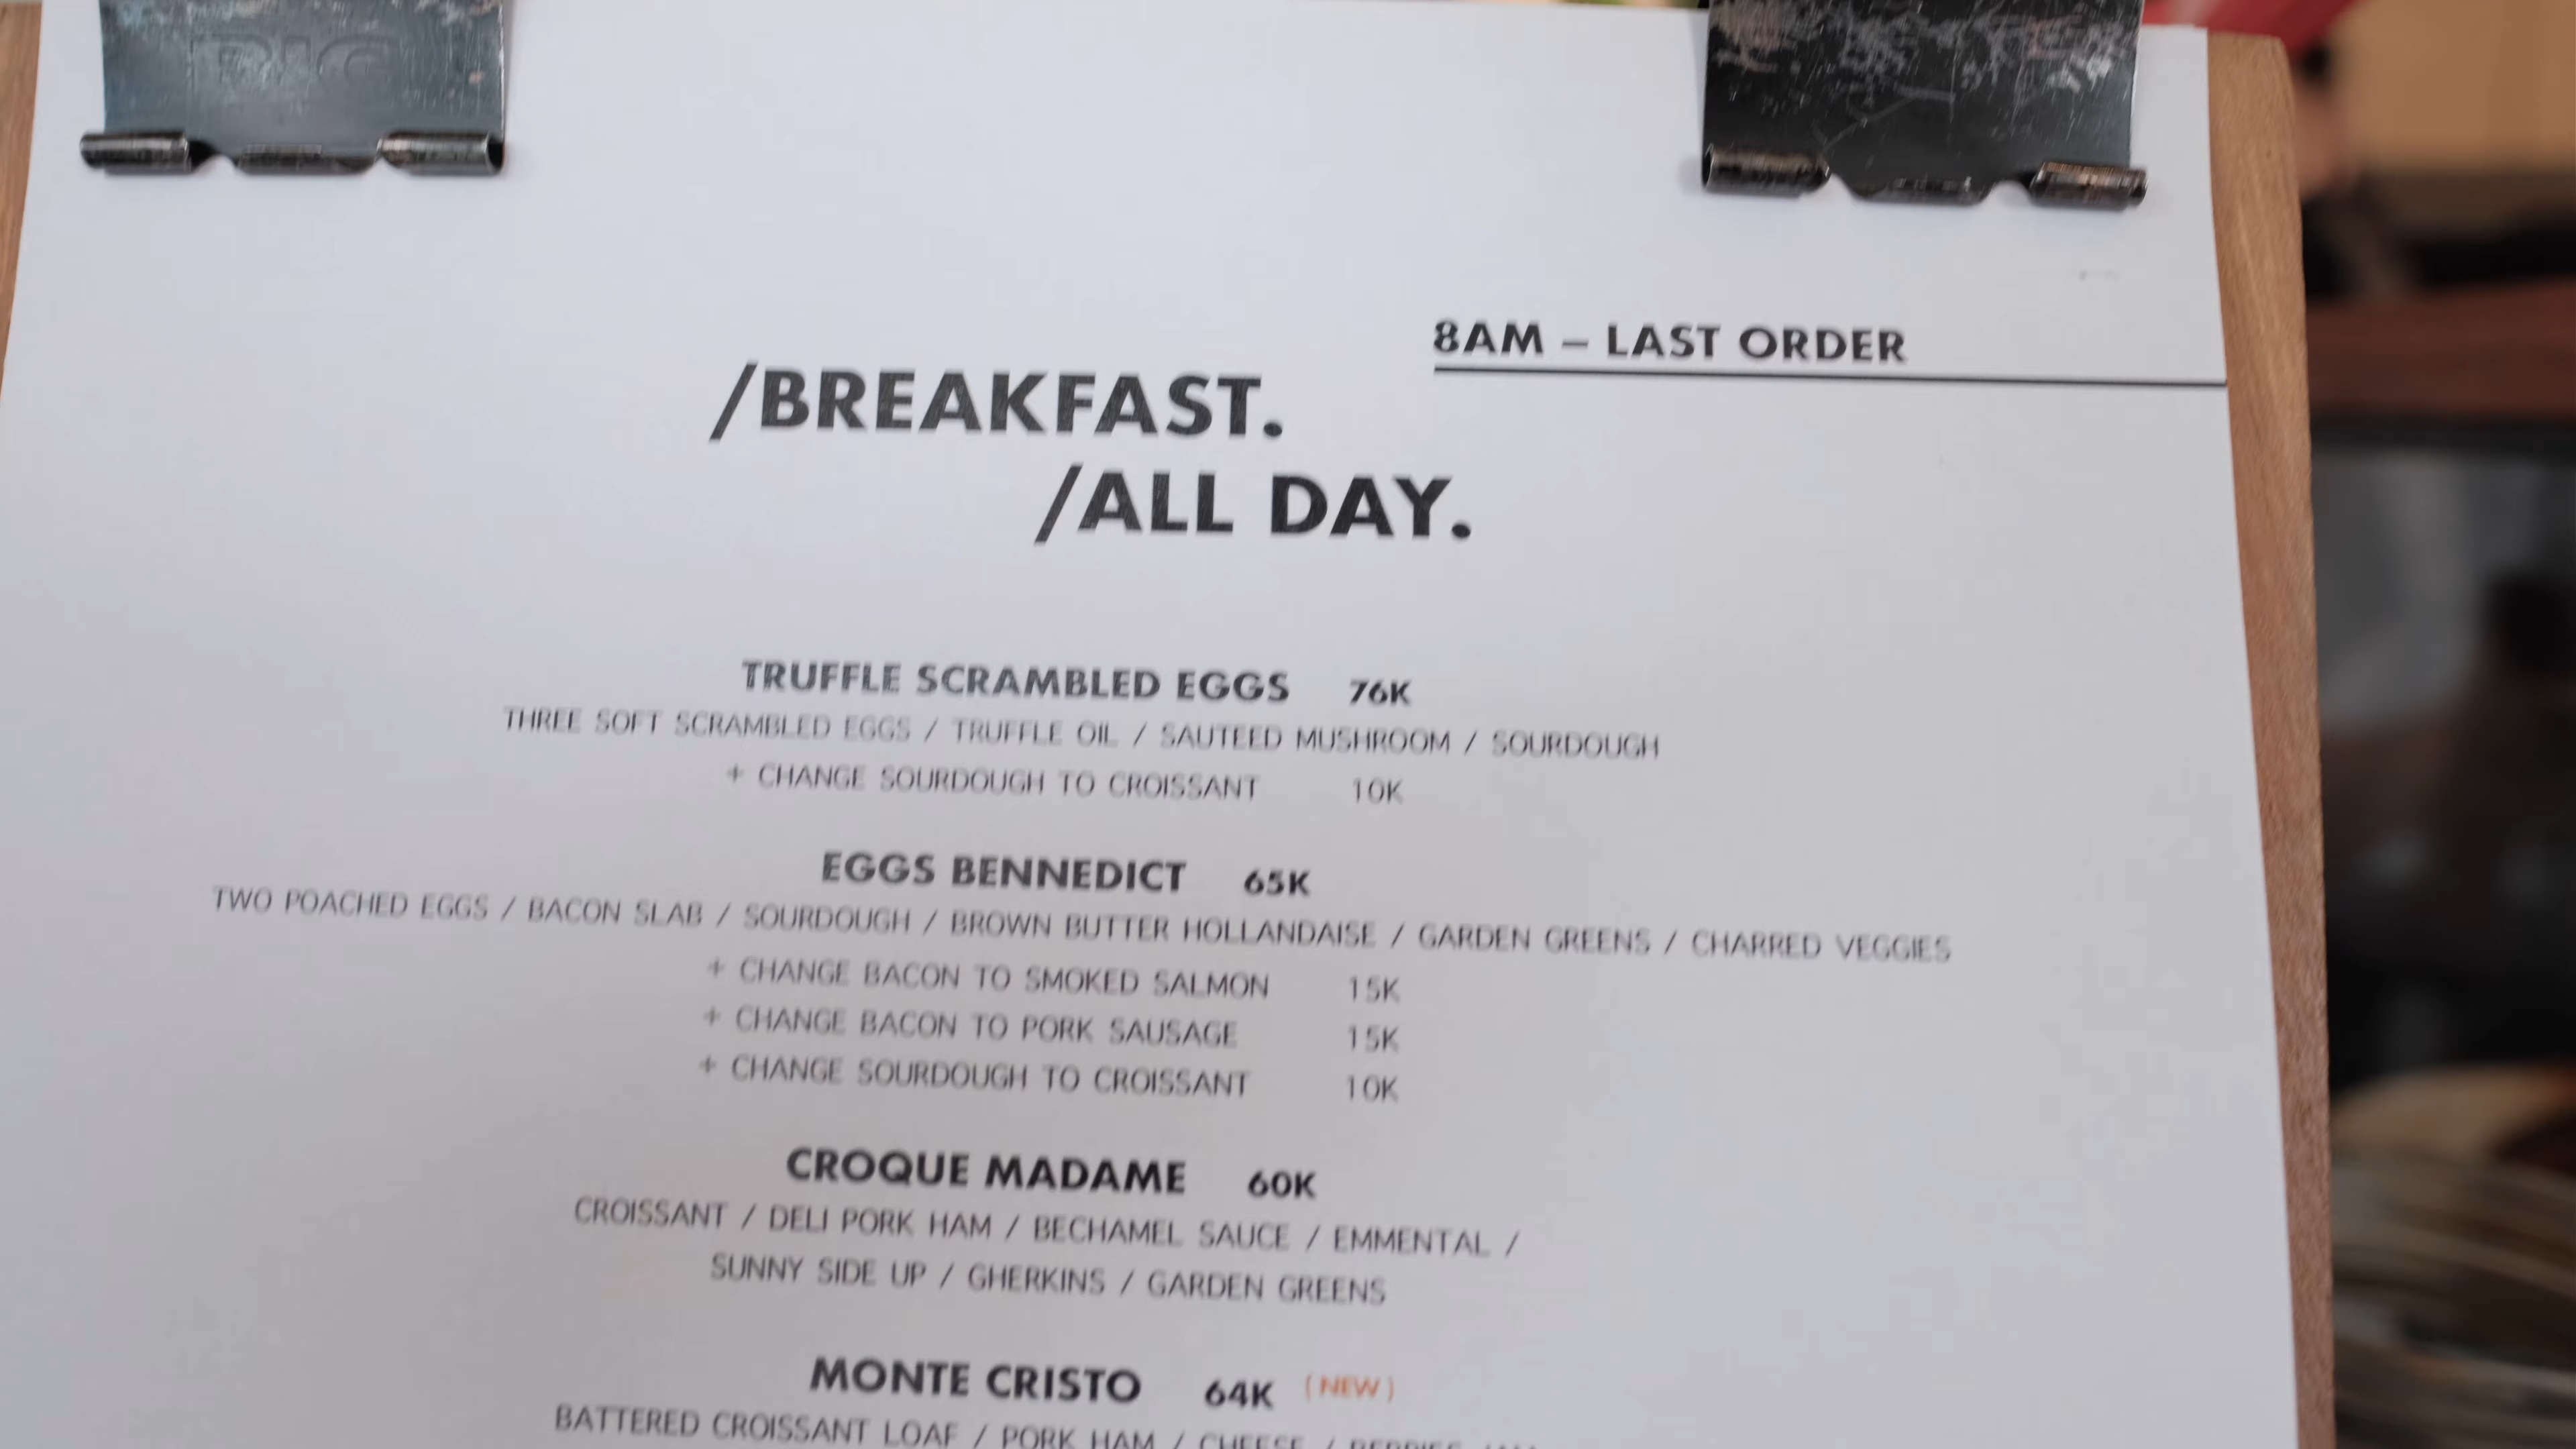 8AM – LAST ORDER
/BREAKFAST.
/ALL DAY.
TRUFFLE SCRAMBLED EGGS 76K
THREE SOFT SCRAMBLED EGGS / TRUFFLE OIL / SAUTEED MUSHROOM / SOURDOUGH
+ CHANGE SOURDOUGH TO CROISSANT 10K
EGGS BENNEDICT 65K
TWO POACHED EGGS / BACON SLAB / SOURDOUGH / BROWN BUTTER HOLLANDAISE / GARDEN GREENS / CHARRED VEGGIES
+ CHANGE BACON TO SMOKED SALMON 15K
+ CHANGE BACON TO PORK SAUSAGE 15K
+ CHANGE SOURDOUGH TO CROISSANT 10K
CROQUE MADAME 60K
CROISSANT / DELI PORK HAM / BECHAMEL SAUCE / EMMENTAL /
SUNNY SIDE UP / GHERKINS / GARDEN GREENS
MONTE CRISTO 64K (NEW)
BATTERED CROISSANT LOAF / PORK HAM / CHEESE / BERRIES